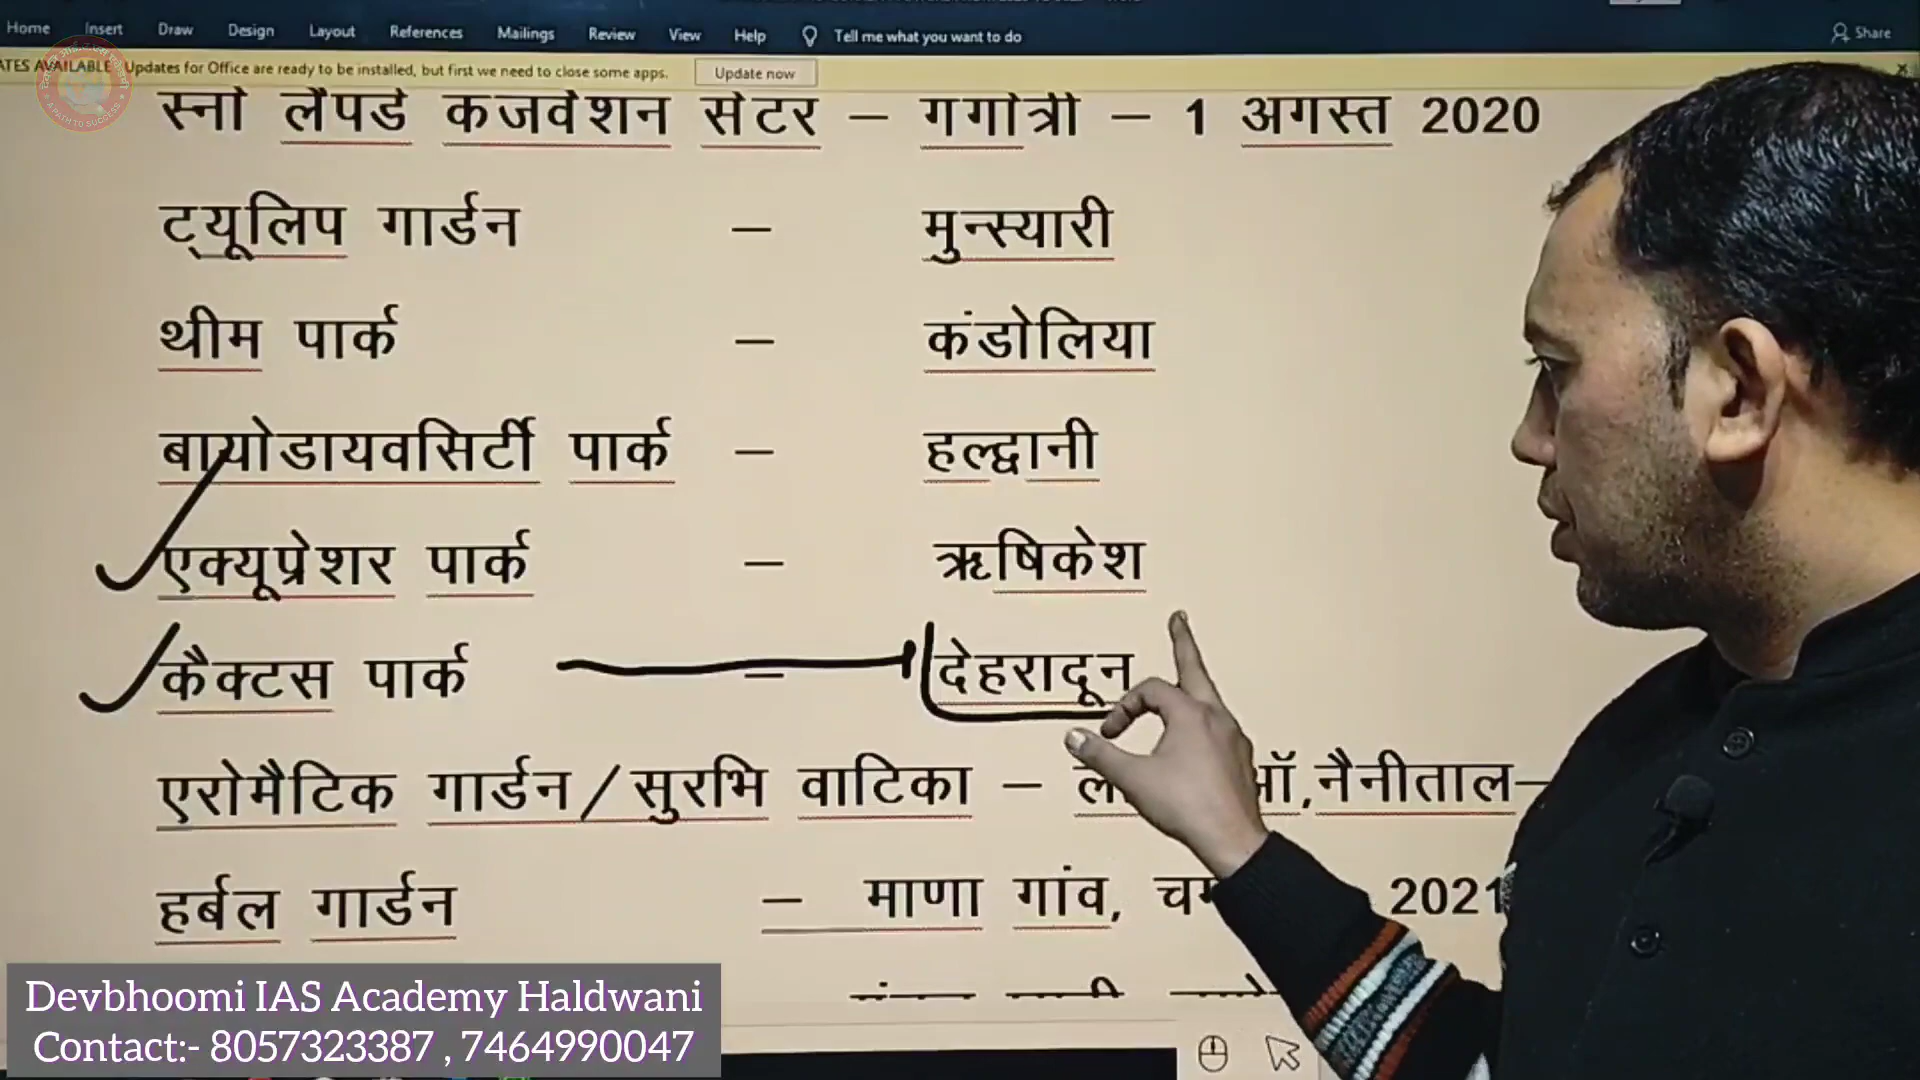 Home Insert Draw Design Layout References Mailings Review View Help Tell me what you want to do Share
ATES AVAILABLE Updates for Office are ready to be installed, but first we need to close some apps. Update now
स्नो लेपर्ड कंजर्वेशन सेंटर – गंगोत्री – 1 अगस्त 2020
ट्यूलिप गार्डन – मुन्स्यारी
थीम पार्क – कंडोलिया
बायोडायवसिर्टी पार्क – हल्द्वानी
एक्यूप्रेशर पार्क – ऋषिकेश
कैक्टस पार्क – देहरादून
एरोमैटिक गार्डन/सुरभि वाटिका – ,नैनीताल–
हर्बल गार्डन – माणा गांव, 2021
Devbhoomi IAS Academy Haldwani
Contact:- 8057323387 , 7464990047